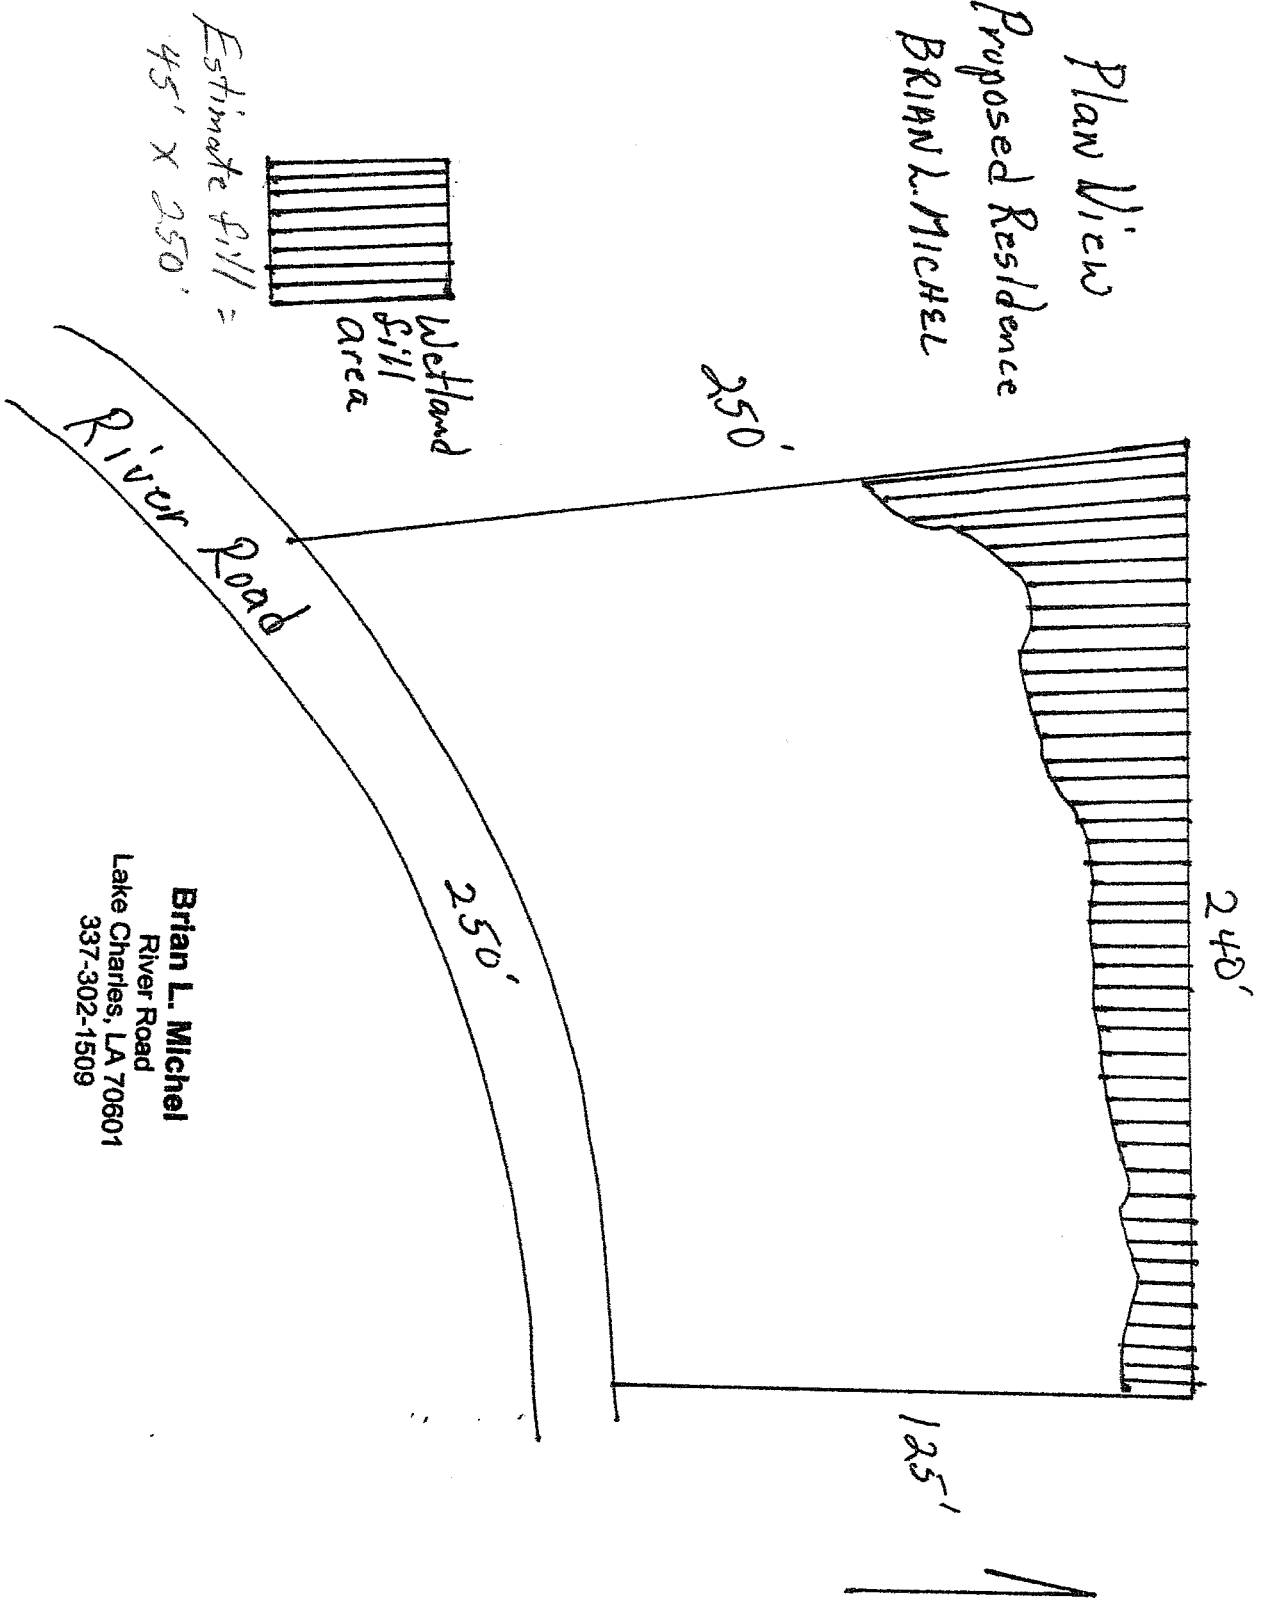 Plan View
Proposed Residence
BRIAN L. MICHEL
240'
250'
125'
Wetland
fill
area
Estimate fill =
45' X 250'
River Road
250'
Brian L. Michel
River Road
Lake Charles, LA 70601
337-302-1509